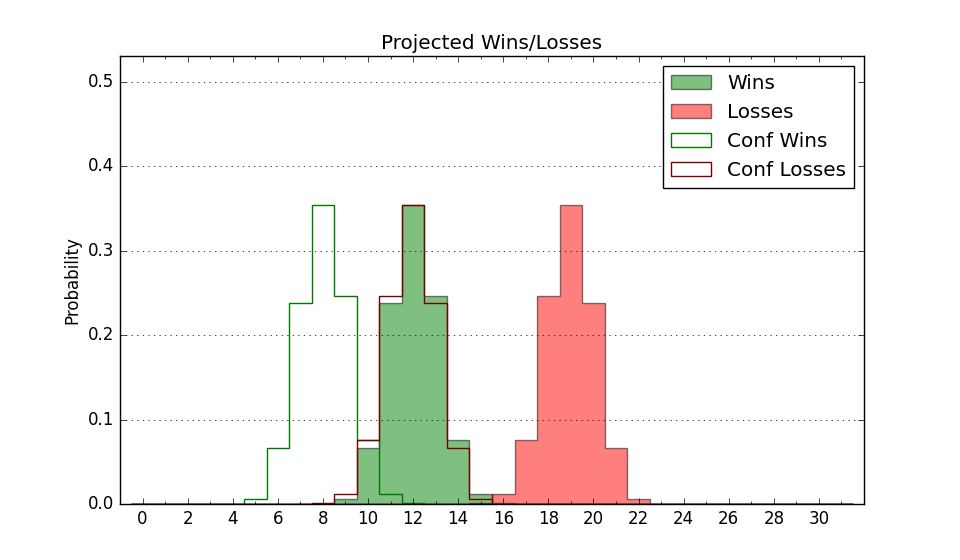 Projected Wins/Losses
Probability
0.5
0.4
0.3
0.2
0.1
0.0
Wins
Losses
Conf Wins
Conf Losses
0 2 4 6 8 10 12 14 16 18 20 22 24 26 28 30